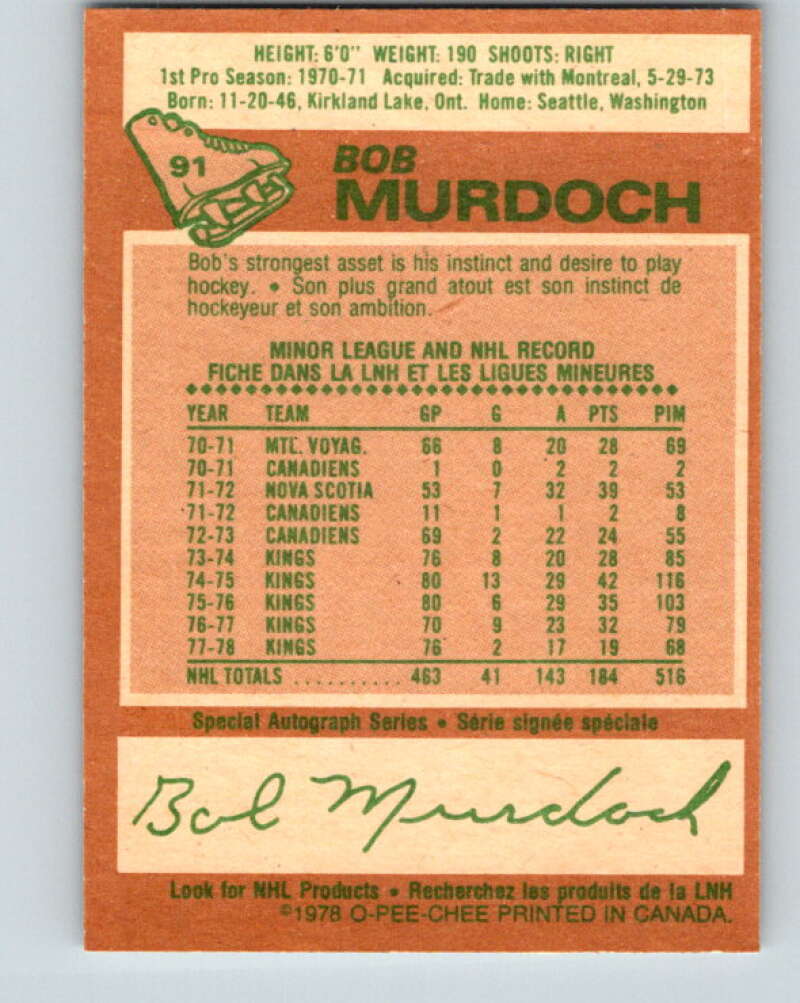 HEIGHT: 6'0" WEIGHT: 190 SHOOTS: RIGHT
1st Pro Season: 1970-71 Acquired: Trade with Montreal, 5-29-73
Born: 11-20-46, Kirkland Lake, Ont. Home: Seattle, Washington
91
BOB
MURDOCH
Bob's strongest asset is his instinct and desire to play
hockey. • Son plus grand atout est son instinct de
hockeyeur et son ambition.
MINOR LEAGUE AND NHL RECORD
FICHE DANS LA LNH ET LES LIGUES MINEURES
YEAR TEAM GP G A PTS PIM
70-71 MTL. VOYAG. 66 8 20 28 69
70-71 CANADIENS 1 0 2 2 2
71-72 NOVA SCOTIA 53 7 32 39 53
71-72 CANADIENS 11 1 1 2 8
72-73 CANADIENS 69 2 22 24 55
73-74 KINGS 76 8 20 28 85
74-75 KINGS 80 13 29 42 116
75-76 KINGS 80 6 29 35 103
76-77 KINGS 70 9 23 32 79
77-78 KINGS 76 2 17 19 68
NHL TOTALS .......... 463 41 143 184 516
Special Autograph Series • Série signée spéciale
Bob Murdoch
Look for NHL Products • Recherchez les produits de la LNH
©1978 O-PEE-CHEE PRINTED IN CANADA.